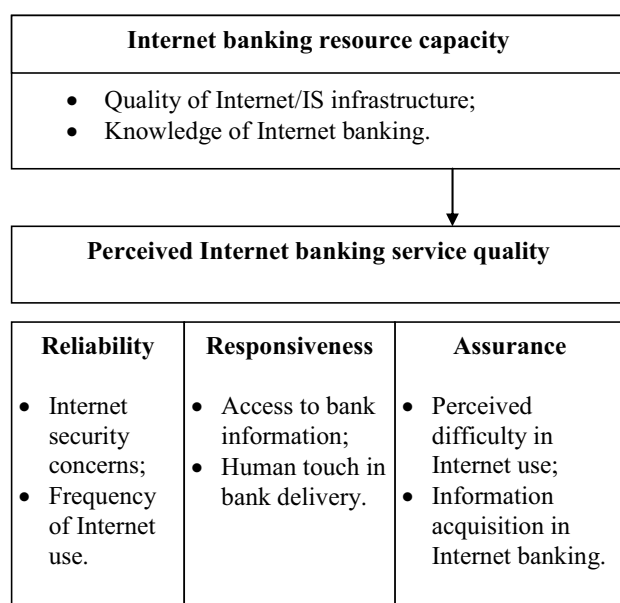 Internet banking resource capacity
• Quality of Internet/IS infrastructure;
• Knowledge of Internet banking.
Perceived Internet banking service quality
Reliability
• Internet
security
concerns;
• Frequency
of Internet
use.
Responsiveness
• Access to bank
information;
• Human touch in
bank delivery.
Assurance
• Perceived
difficulty in
Internet use;
• Information
acquisition in
Internet banking.